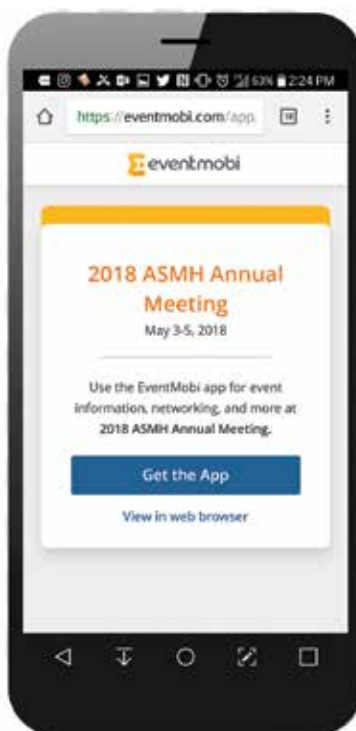 63% 2:24 PM
https://eventmobi.com/app.
eventmobi
2018 ASMH Annual
Meeting
May 3-5, 2018
Use the EventMobi app for event
information, networking, and more at
2018 ASMH Annual Meeting.
Get the App
View in web browser